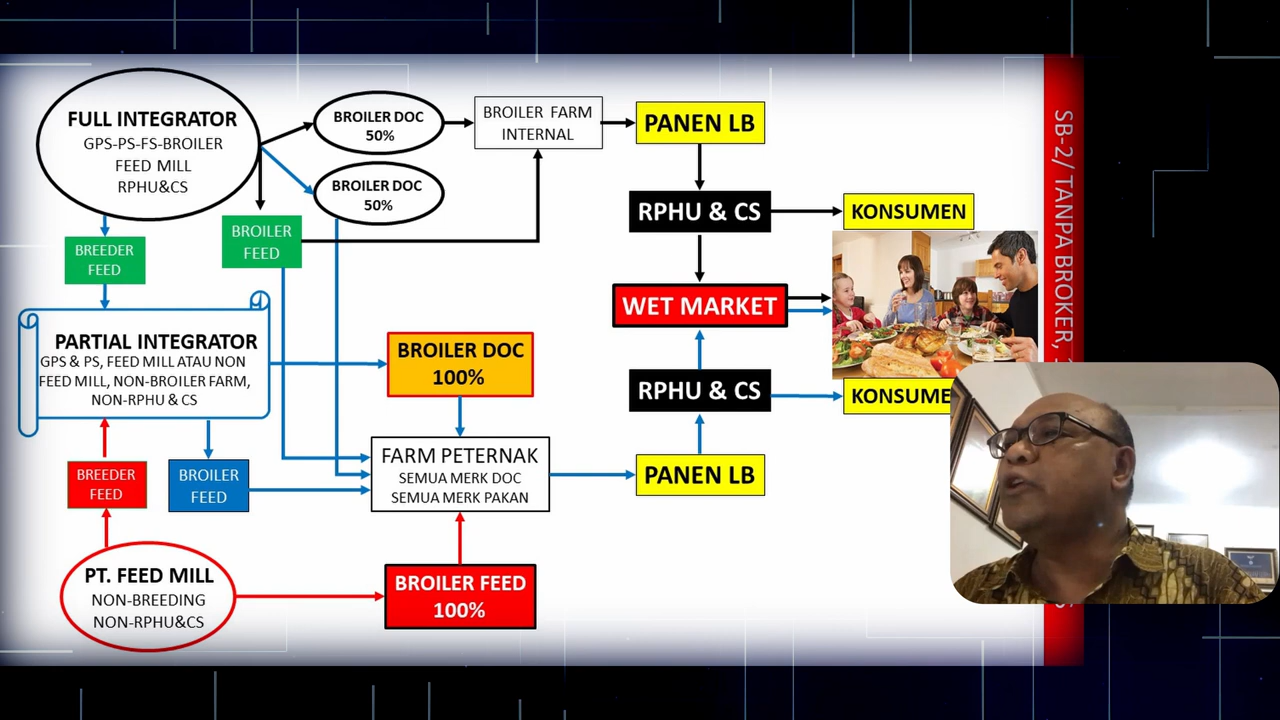 FULL INTEGRATOR
GPS-PS-FS-BROILER
FEED MILL
RPHU&CS
BROILER DOC
50%
BROILER FARM
INTERNAL
PANEN LB
BROILER DOC
50%
RPHU & CS
KONSUMEN
BREEDER
FEED
BROILER
FEED
WET MARKET
PARTIAL INTEGRATOR
GPS & PS, FEED MILL ATAU NON
FEED MILL, NON-BROILER FARM,
NON-RPHU & CS
BROILER DOC
100%
RPHU & CS
KONSUME
BREEDER
FEED
BROILER
FEED
FARM PETERNAK
SEMUA MERK DOC
SEMUA MERK PAKAN
PANEN LB
PT. FEED MILL
NON-BREEDING
NON-RPHU&CS
BROILER FEED
100%
SB-2/ TANPA BROKER,